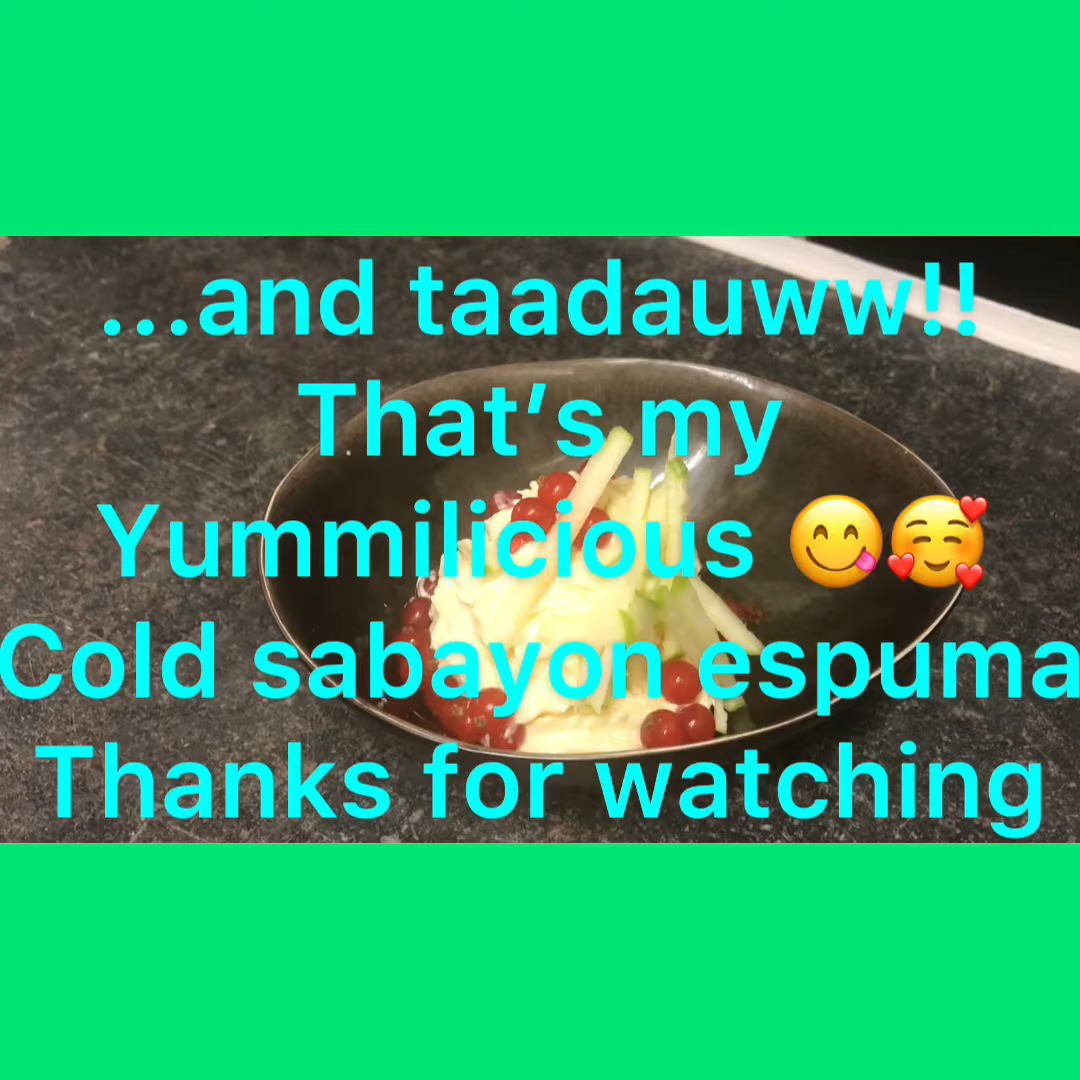 ...and taadauww!!
That’s my
Yummilicious 😋🥰
Cold sabayon espuma
Thanks for watching